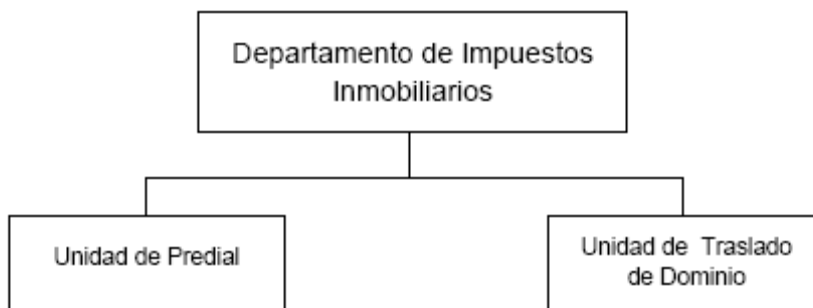 Departamento de Impuestos
Inmobiliarios
Unidad de Predial
Unidad de Traslado
de Dominio